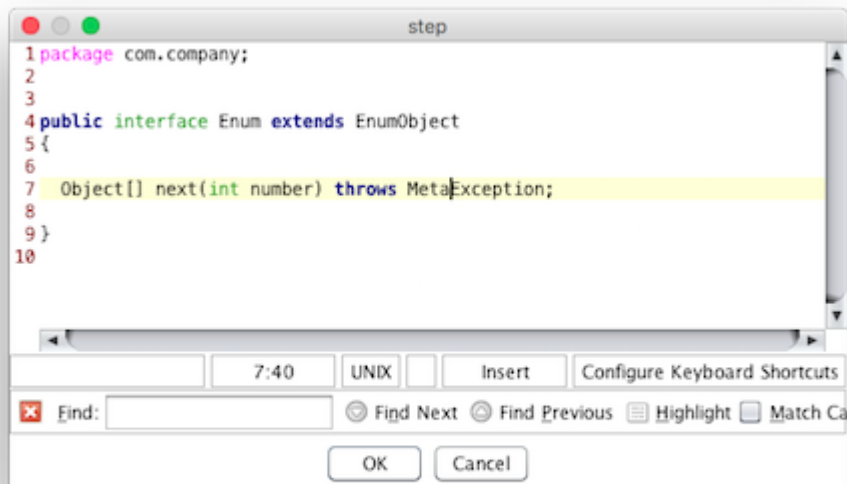 step
1 package com.company;
2
3
4 public interface Enum extends EnumObject
5 {
6
7 Object[] next(int number) throws MetaException;
8
9 }
10
7:40 UNIX Insert Configure Keyboard Shortcuts
Find: Find Next Find Previous Highlight Match Ca
OK Cancel